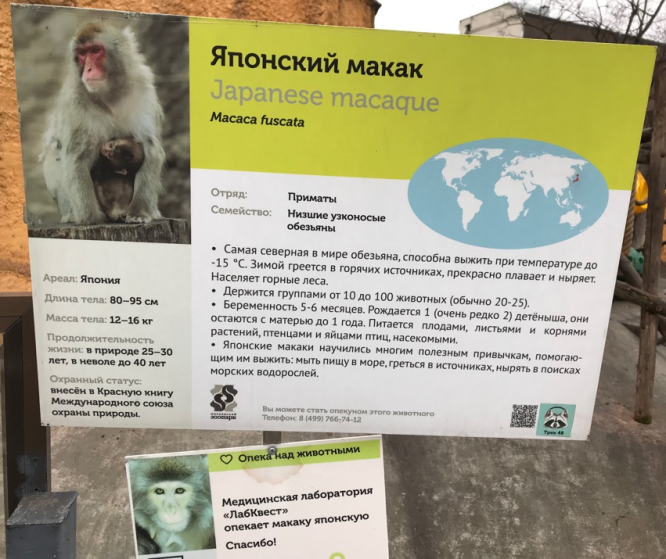 Японский макак
Japanese macaque
Macaca fuscata
Отряд: Приматы
Семейство: Низшие узконосые
обезьяны
• Самая северная в мире обезьяна, способна выжить при температуре до
-15 °С. Зимой греется в горячих источниках, прекрасно плавает и ныряет.
Населяет горные леса.
• Держится группами от 10 до 100 животных (обычно 20-25).
• Беременность 5-6 месяцев. Рождается 1 (очень редко 2) детёныша, они
остаются с матерью до 1 года. Питается плодами, листьями и корнями
растений, птенцами и яйцами птиц, насекомыми.
• Японские макаки научились многим полезным привычкам, помогаю-
щим им выжить: мыть пищу в море, греться в источниках, нырять в поисках
морских водорослей.
Ареал: Япония
Длина тела: 80–95 см
Масса тела: 12–16 кг
Продолжительность
жизни: в природе 25–30
лет, в неволе до 40 лет
Охранный статус:
внесён в Красную книгу
Международного союза
охраны природы.
московский
зоопарк
Вы можете стать опекуном этого животного
Телефон: 8 (499) 766-74-12
Трек 48
Опека над животными
Медицинская лаборатория
«ЛабКвест»
опекает макаку японскую
Спасибо!